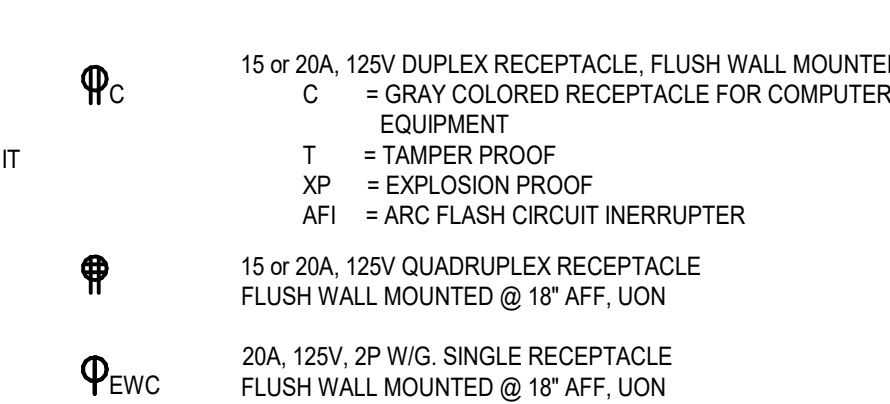 15 or 20A, 125V DUPLEX RECEPTACLE, FLUSH WALL MOUNTE
C C = GRAY COLORED RECEPTACLE FOR COMPUTER
EQUIPMENT
IT T = TAMPER PROOF
XP = EXPLOSION PROOF
AFI = ARC FLASH CIRCUIT INERRUPTER
15 or 20A, 125V QUADRUPLEX RECEPTACLE
FLUSH WALL MOUNTED @ 18" AFF, UON
20A, 125V, 2P W/G. SINGLE RECEPTACLE
EWC FLUSH WALL MOUNTED @ 18" AFF, UON